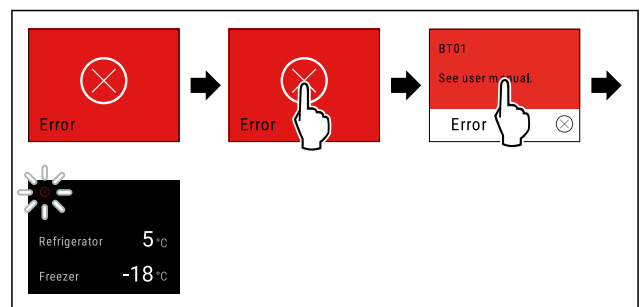 Error
Error
BT01
See user manual.
Error
Refrigerator 5 °C
Freezer -18 °C